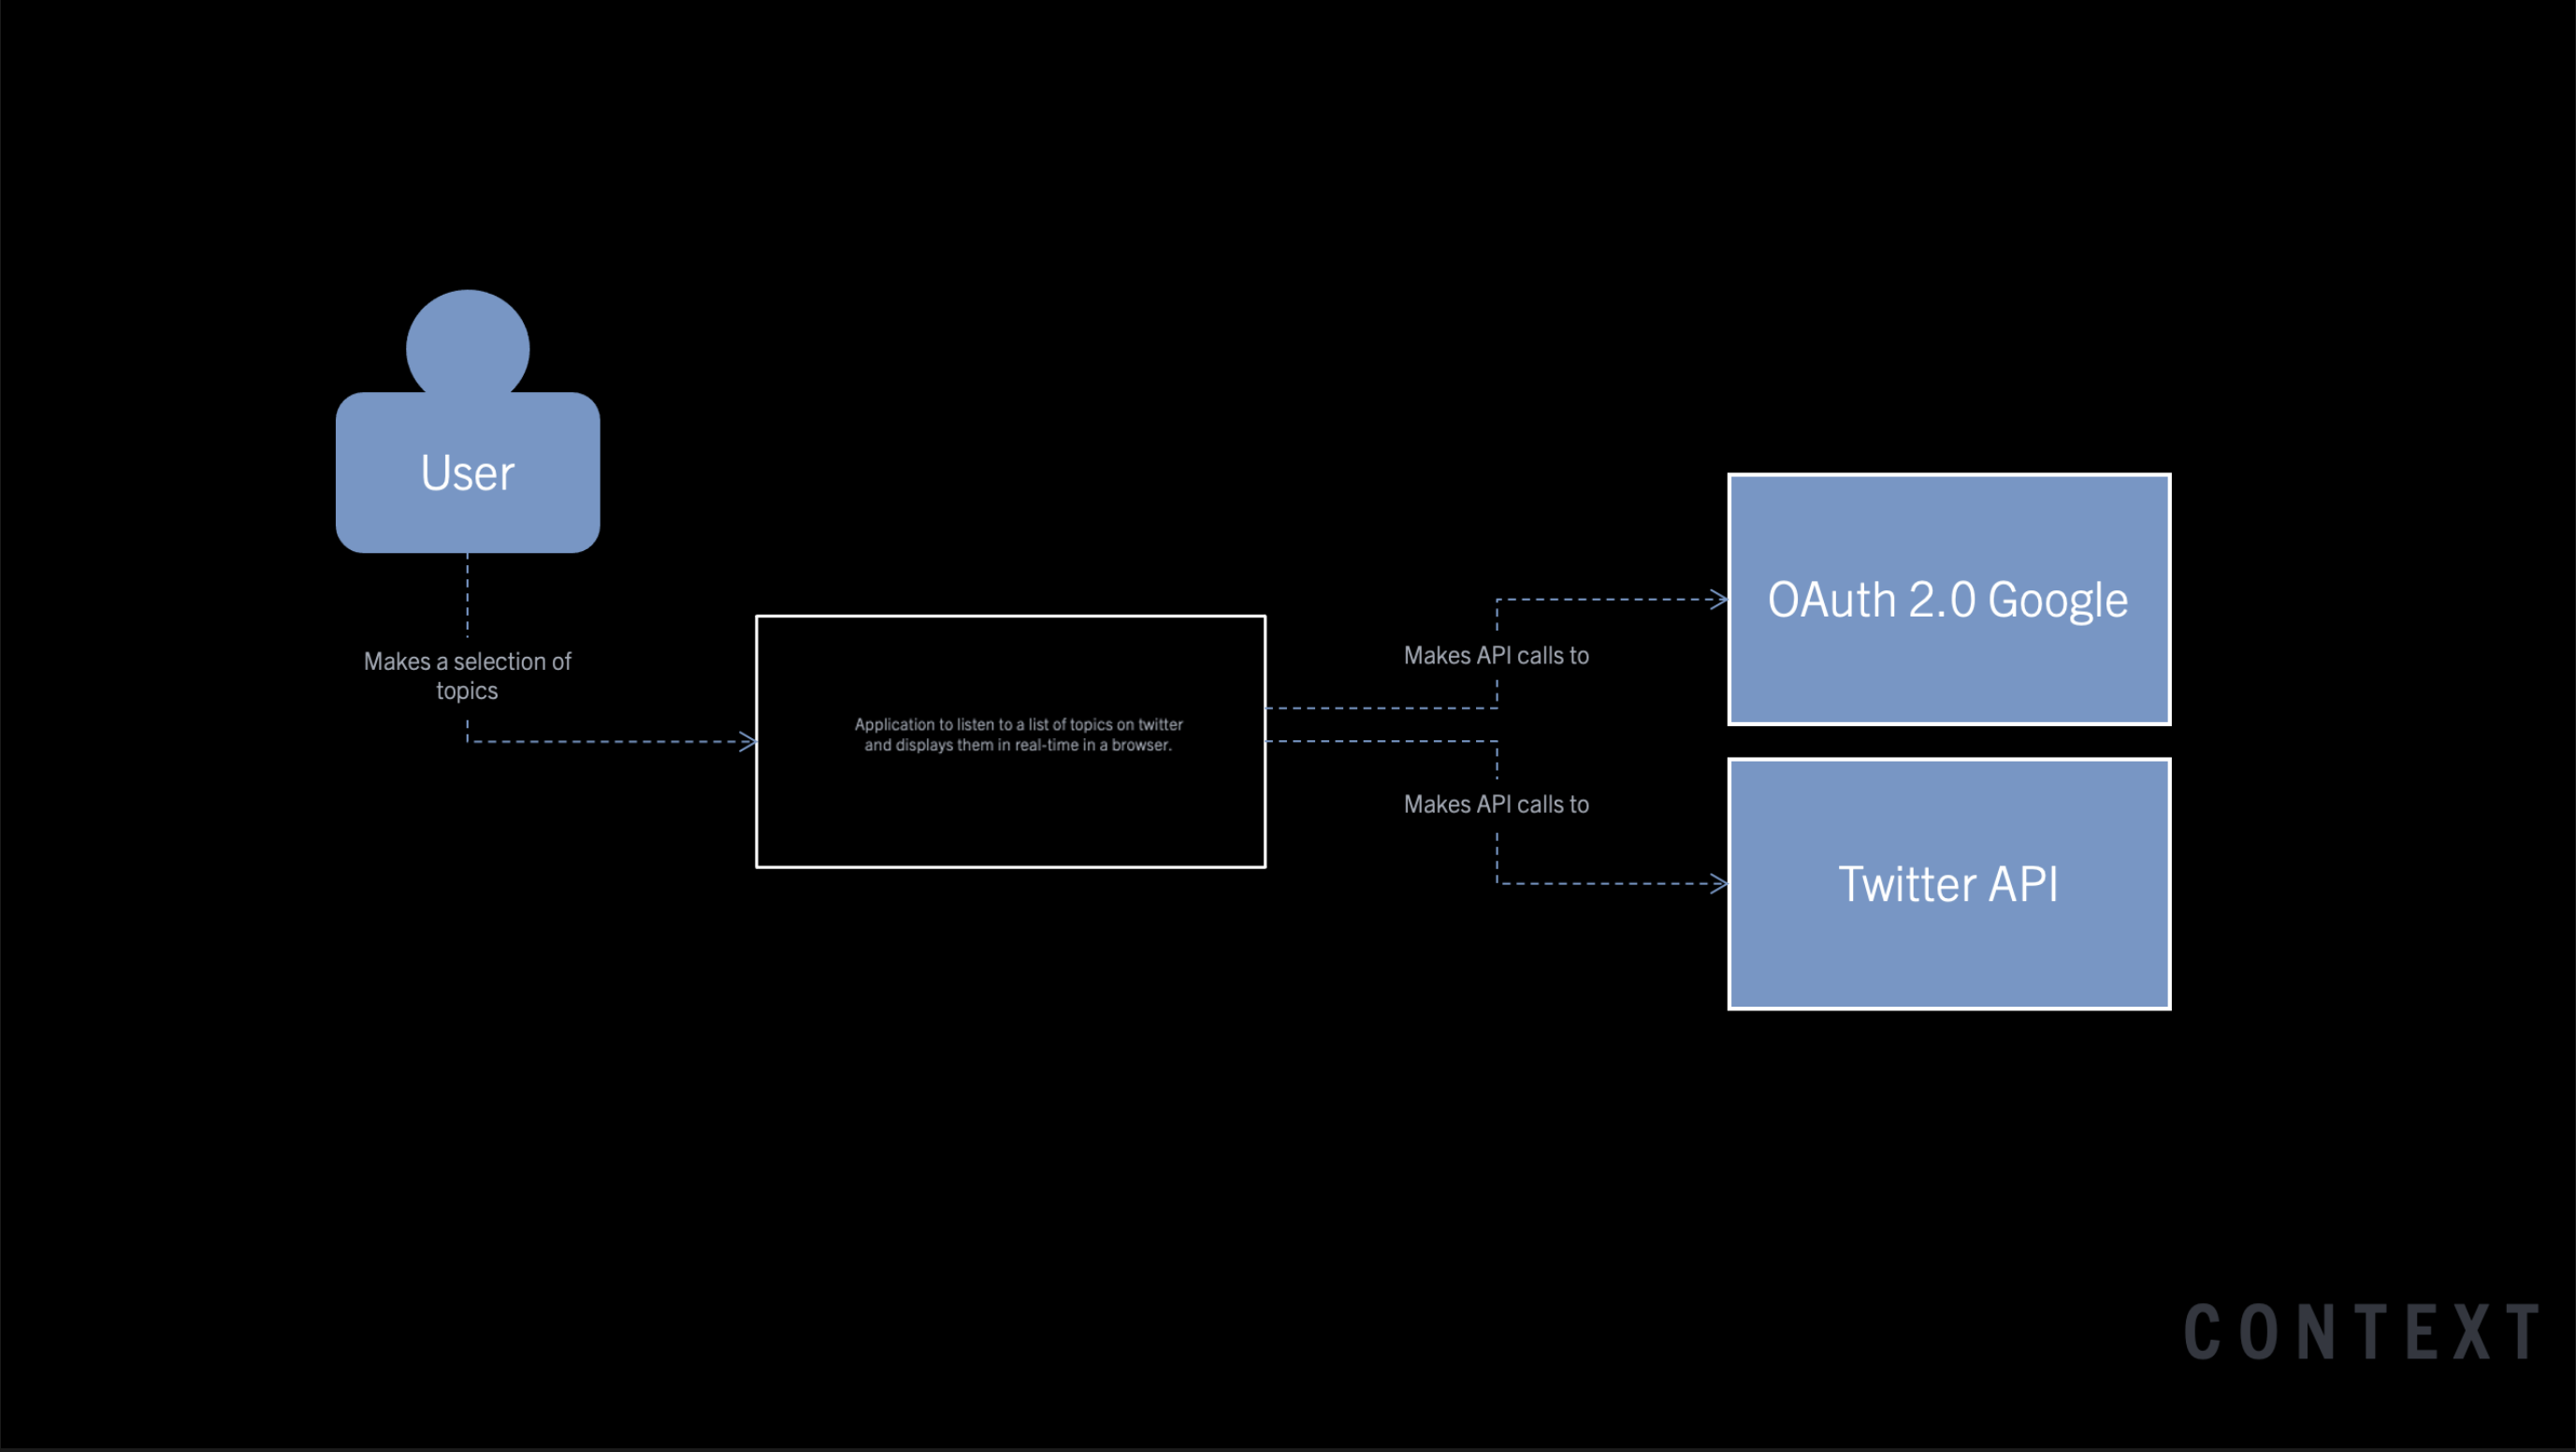 User
Makes a selection of
topics
Application to listen to a list of topics on twitter
and displays them in real-time in a browser.
Makes API calls to
Makes API calls to
OAuth 2.0 Google
Twitter API
CONTEXT